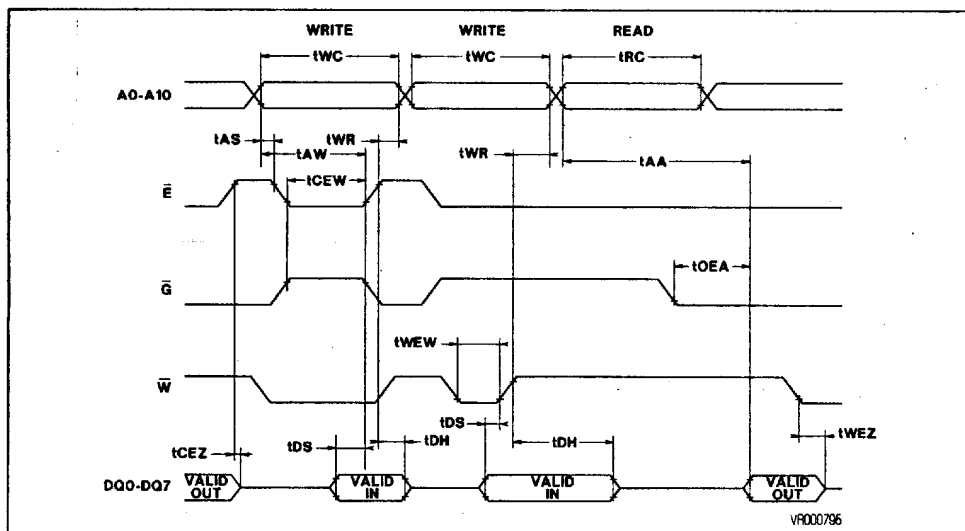 WRITE WRITE READ
tWC tWC tRC
A0-A10
tAS tWR
tAW tWR tAA
tCEW
E̅
tOEA
G̅
tWEW
W̅
tDS
tCEZ tDS tDH tDH tWEZ
DQ0-DQ7 VALID OUT VALID IN VALID IN VALID OUT
VR000795